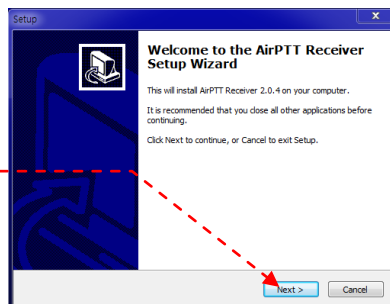 Setup
x
Welcome to the AirPTT Receiver
Setup Wizard
This will install AirPTT Receiver 2.0.4 on your computer.
It is recommended that you close all other applications before
continuing.
Click Next to continue, or Cancel to exit Setup.
Next >
Cancel